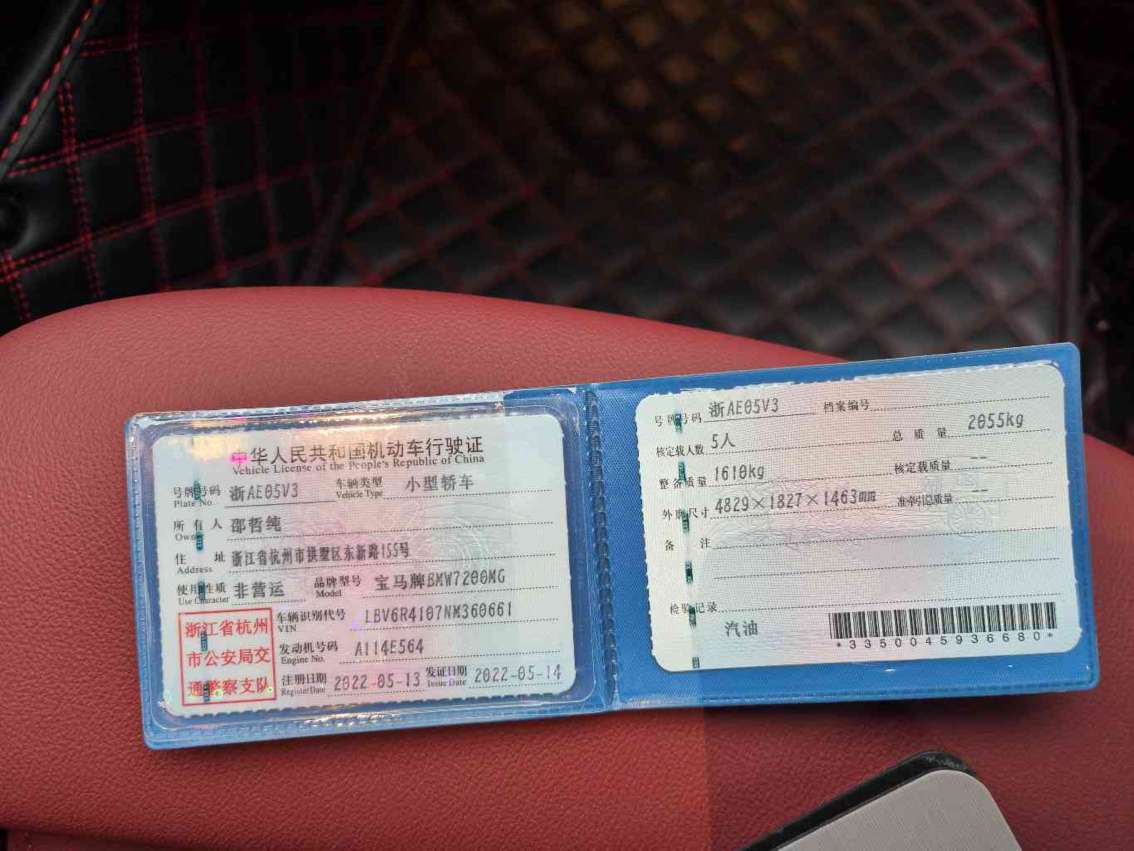 中华人民共和国机动车行驶证
Vehicle License of the People's Republic of China
号牌号码 浙AE05V3 车辆类型 小型轿车
Plate No. Vehicle Type
所有人 邵哲纯
Owner
住址 浙江省杭州市拱墅区东新路155号
Address
使用性质 非营运 品牌型号 宝马牌BMW7200MG
Use Character Model
浙江省杭州
市公安局交
通警察支队
车辆识别代号 LBV6R4107NM360661
VIN
发动机号码 A114E564
Engine No.
注册日期 2022-05-13 发证日期 2022-05-14
Register Date Issue Date
号牌号码 浙AE05V3 档案编号
核定载人数 5人 总质量 2055kg
整备质量 1610kg 核定载质量 --
外廓尺寸 4829×1827×1463mm 准牵引总质量 --
备注
检验记录
汽油
*3350045936680*